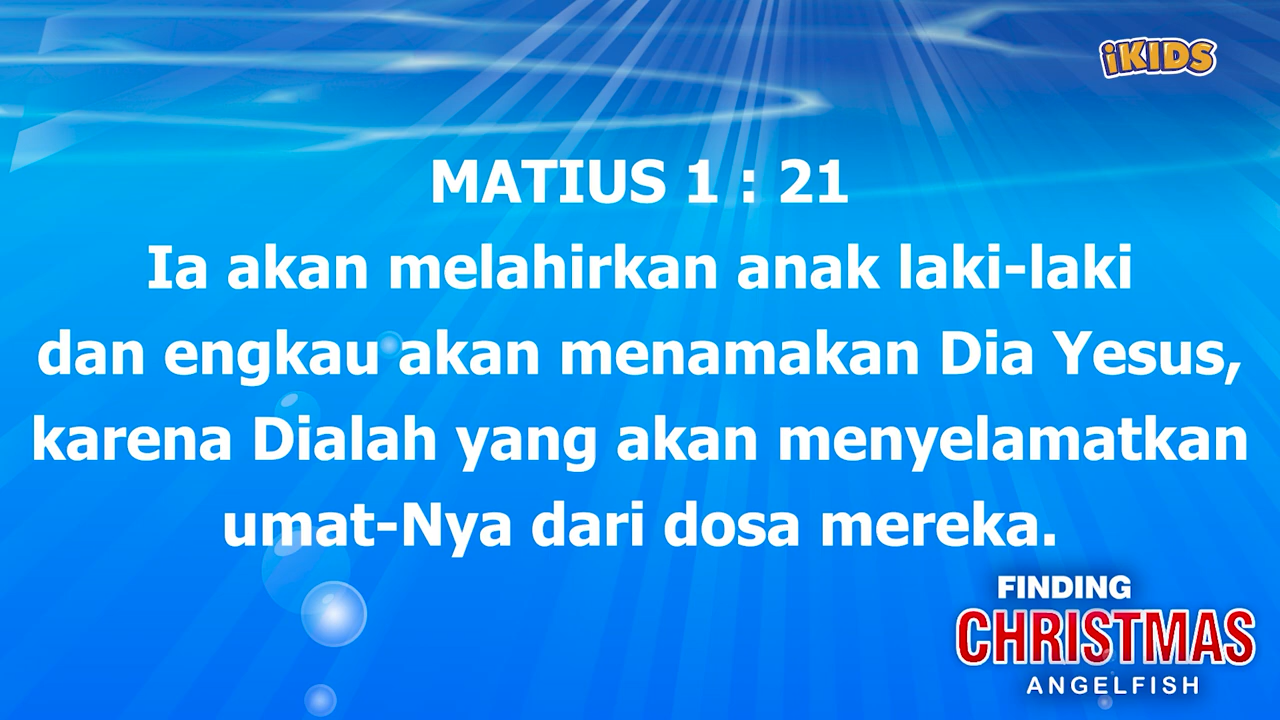 iKIDS
MATIUS 1 : 21
Ia akan melahirkan anak laki-laki
dan engkau akan menamakan Dia Yesus,
karena Dialah yang akan menyelamatkan
umat-Nya dari dosa mereka.
FINDING
CHRISTMAS
ANGELFISH